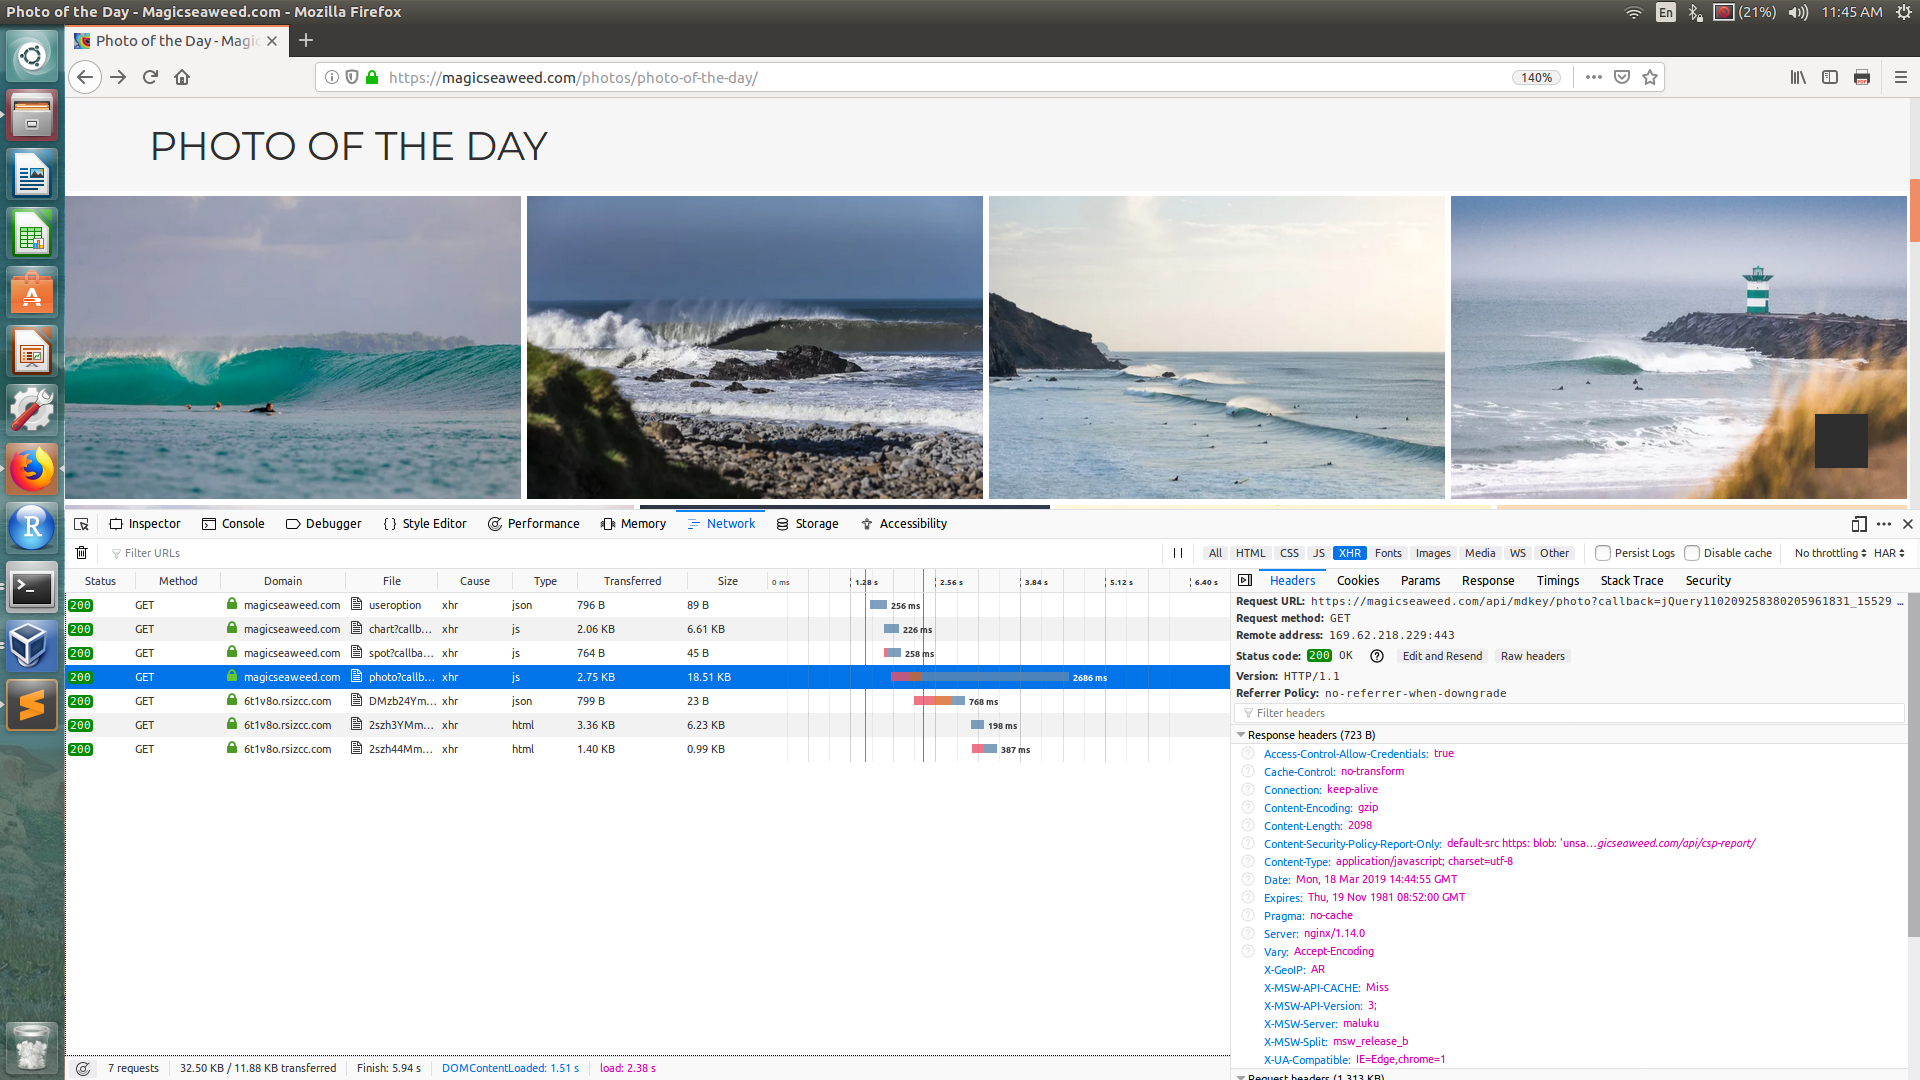 Photo of the Day - Magicseaweed.com - Mozilla Firefox
En
(21%)
11:45 AM
Photo of the Day - Magic
https://magicseaweed.com/photos/photo-of-the-day/
140%
PHOTO OF THE DAY
Inspector Console Debugger Style Editor Performance Memory Network Storage Accessibility
Filter URLs
All HTML CSS JS XHR Fonts Images Media WS Other Persist Logs Disable cache No throttling HAR
Status Method Domain File Cause Type Transferred Size 0 ms 1.28 s 2.56 s 3.84 s 5.12 s 6.40 s
200 GET magicseaweed.com useroption xhr json 796 B 89 B 256 ms
200 GET magicseaweed.com chart?callb... xhr js 2.06 KB 6.61 KB 226 ms
200 GET magicseaweed.com spot?callba... xhr js 764 B 45 B 258 ms
200 GET magicseaweed.com photo?callb... xhr js 2.75 KB 18.51 KB 2686 ms
200 GET 6t1v8o.rsizcc.com DMzb24Ym... xhr json 799 B 23 B 768 ms
200 GET 6t1v8o.rsizcc.com 2szh3YMm... xhr html 3.36 KB 6.23 KB 198 ms
200 GET 6t1v8o.rsizcc.com 2szh44Mm... xhr html 1.40 KB 0.99 KB 387 ms
7 requests 32.50 KB / 11.88 KB transferred Finish: 5.94 s DOMContentLoaded: 1.51 s load: 2.38 s
Headers Cookies Params Response Timings Stack Trace Security
Request URL: https://magicseaweed.com/api/mdkey/photo?callback=jQuery110209258380205961831_15529 ...
Request method: GET
Remote address: 169.62.218.229:443
Status code: 200 OK Edit and Resend Raw headers
Version: HTTP/1.1
Referrer Policy: no-referrer-when-downgrade
Filter headers
Response headers (723 B)
Access-Control-Allow-Credentials: true
Cache-Control: no-transform
Connection: keep-alive
Content-Encoding: gzip
Content-Length: 2098
Content-Security-Policy-Report-Only: default-src https: blob: 'unsa...gicseaweed.com/api/csp-report/
Content-Type: application/javascript; charset=utf-8
Date: Mon, 18 Mar 2019 14:44:55 GMT
Expires: Thu, 19 Nov 1981 08:52:00 GMT
Pragma: no-cache
Server: nginx/1.14.0
Vary: Accept-Encoding
X-GeoIP: AR
X-MSW-API-CACHE: Miss
X-MSW-API-Version: 3;
X-MSW-Server: maluku
X-MSW-Split: msw_release_b
X-UA-Compatible: IE=Edge,chrome=1
Request headers (1.313 KB)